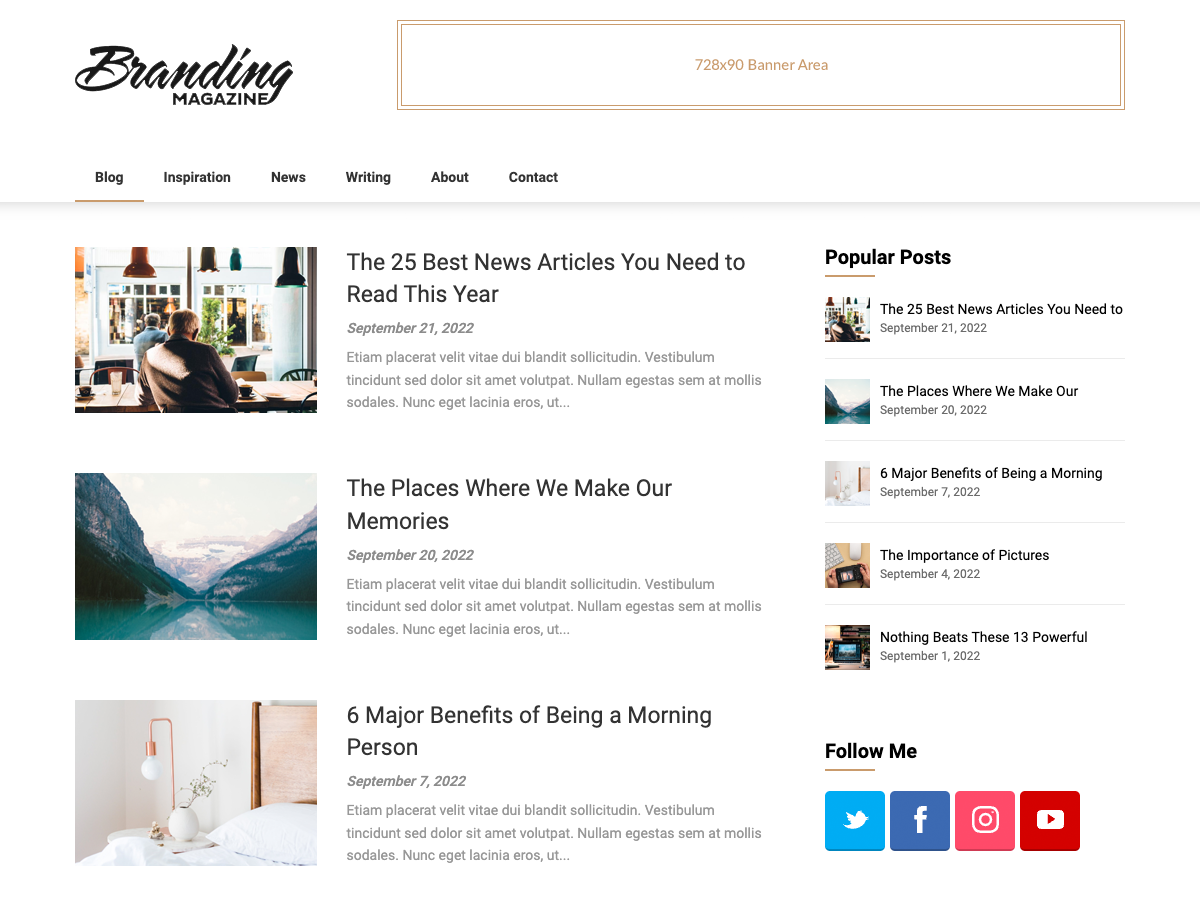 Branding
MAGAZINE
728x90 Banner Area
Blog Inspiration News Writing About Contact
The 25 Best News Articles You Need to
Read This Year
September 21, 2022
Etiam placerat velit vitae dui blandit sollicitudin. Vestibulum
tincidunt sed dolor sit amet volutpat. Nullam egestas sem at mollis
sodales. Nunc eget lacinia eros, ut...
The Places Where We Make Our
Memories
September 20, 2022
Etiam placerat velit vitae dui blandit sollicitudin. Vestibulum
tincidunt sed dolor sit amet volutpat. Nullam egestas sem at mollis
sodales. Nunc eget lacinia eros, ut...
6 Major Benefits of Being a Morning
Person
September 7, 2022
Etiam placerat velit vitae dui blandit sollicitudin. Vestibulum
tincidunt sed dolor sit amet volutpat. Nullam egestas sem at mollis
sodales. Nunc eget lacinia eros, ut...
Popular Posts
The 25 Best News Articles You Need to
September 21, 2022
The Places Where We Make Our
September 20, 2022
6 Major Benefits of Being a Morning
September 7, 2022
The Importance of Pictures
September 4, 2022
Nothing Beats These 13 Powerful
September 1, 2022
Follow Me